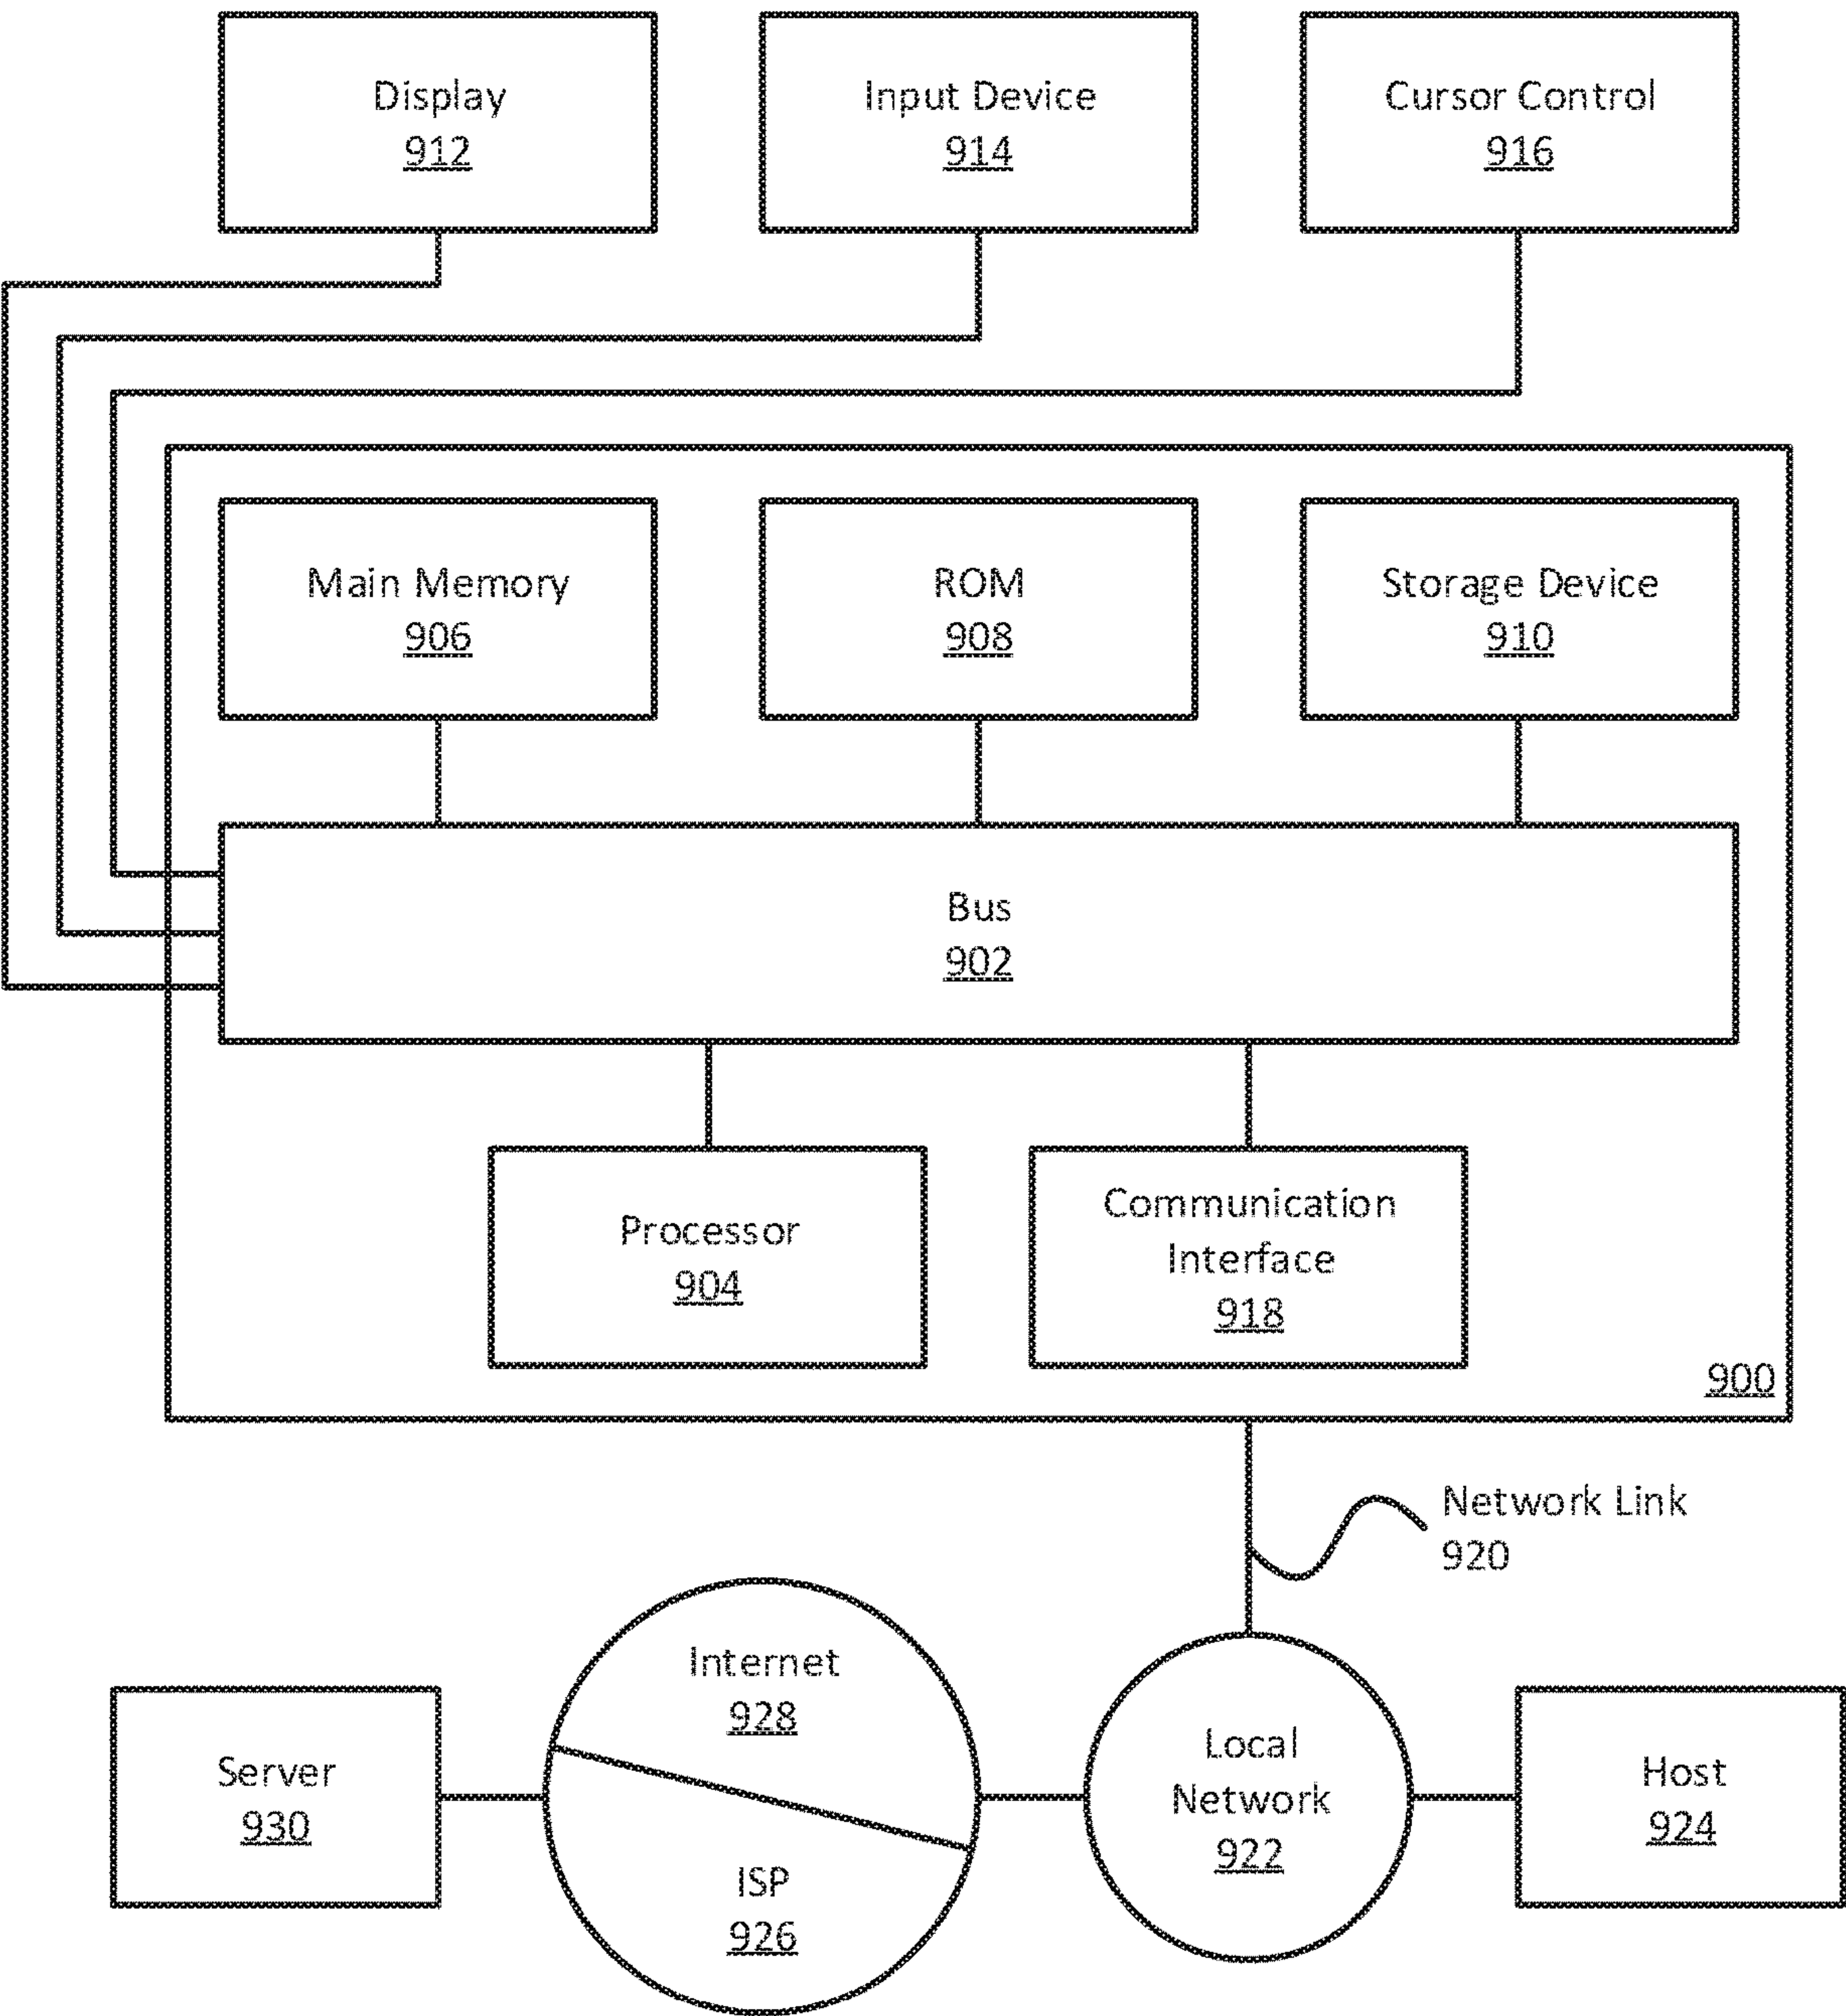 Display
912
Input Device
914
Cursor Control
916
Main Memory
906
ROM
908
Storage Device
910
Bus
902
Processor
904
Communication
Interface
918
900
Network Link
920
Internet
928
ISP
926
Server
930
Local
Network
922
Host
924